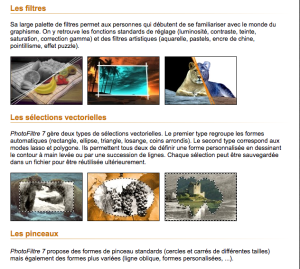 Les filtres
Sa large palette de filtres permet aux personnes qui débutent de se familiariser avec le monde du
graphisme. On y retrouve les fonctions standards de réglage (luminosité, contraste, teinte,
saturation, correction gamma) et des filtres artistiques (aquarelle, pastels, encre de chine,
pointillisme, effet puzzle).
Les sélections vectorielles
PhotoFiltre 7 gère deux types de sélections vectorielles. Le premier type regroupe les formes
automatiques (rectangle, ellipse, triangle, losange, coins arrondis). Le second type correspond aux
modes lasso et polygone. Ils permettent tous deux de définir une forme personnalisée en dessinant
le contour à main levée ou par une succession de lignes. Chaque sélection peut être sauvegardée
dans un fichier pour être réutilisée ultérieurement.
Les pinceaux
PhotoFiltre 7 propose des formes de pinceau standards (cercles et carrés de différentes tailles)
mais également des formes plus variées (ligne oblique, formes personnalisées, ...).